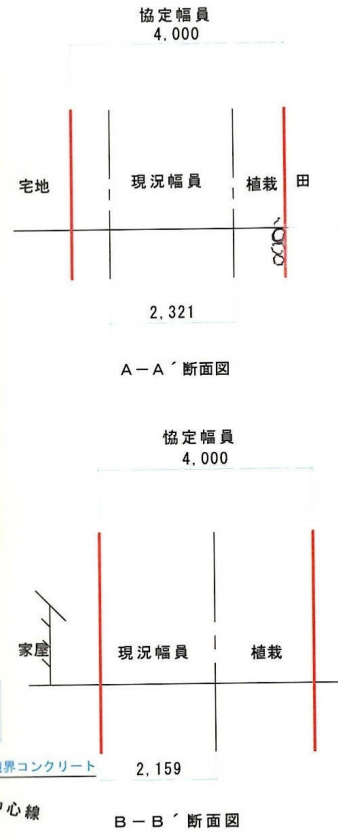 協定幅員
4,000
宅地 現況幅員 植栽 田
2,321
A－A´断面図
協定幅員
4,000
家屋 現況幅員 植栽
界コンクリート 2,159
心線
B－B´断面図